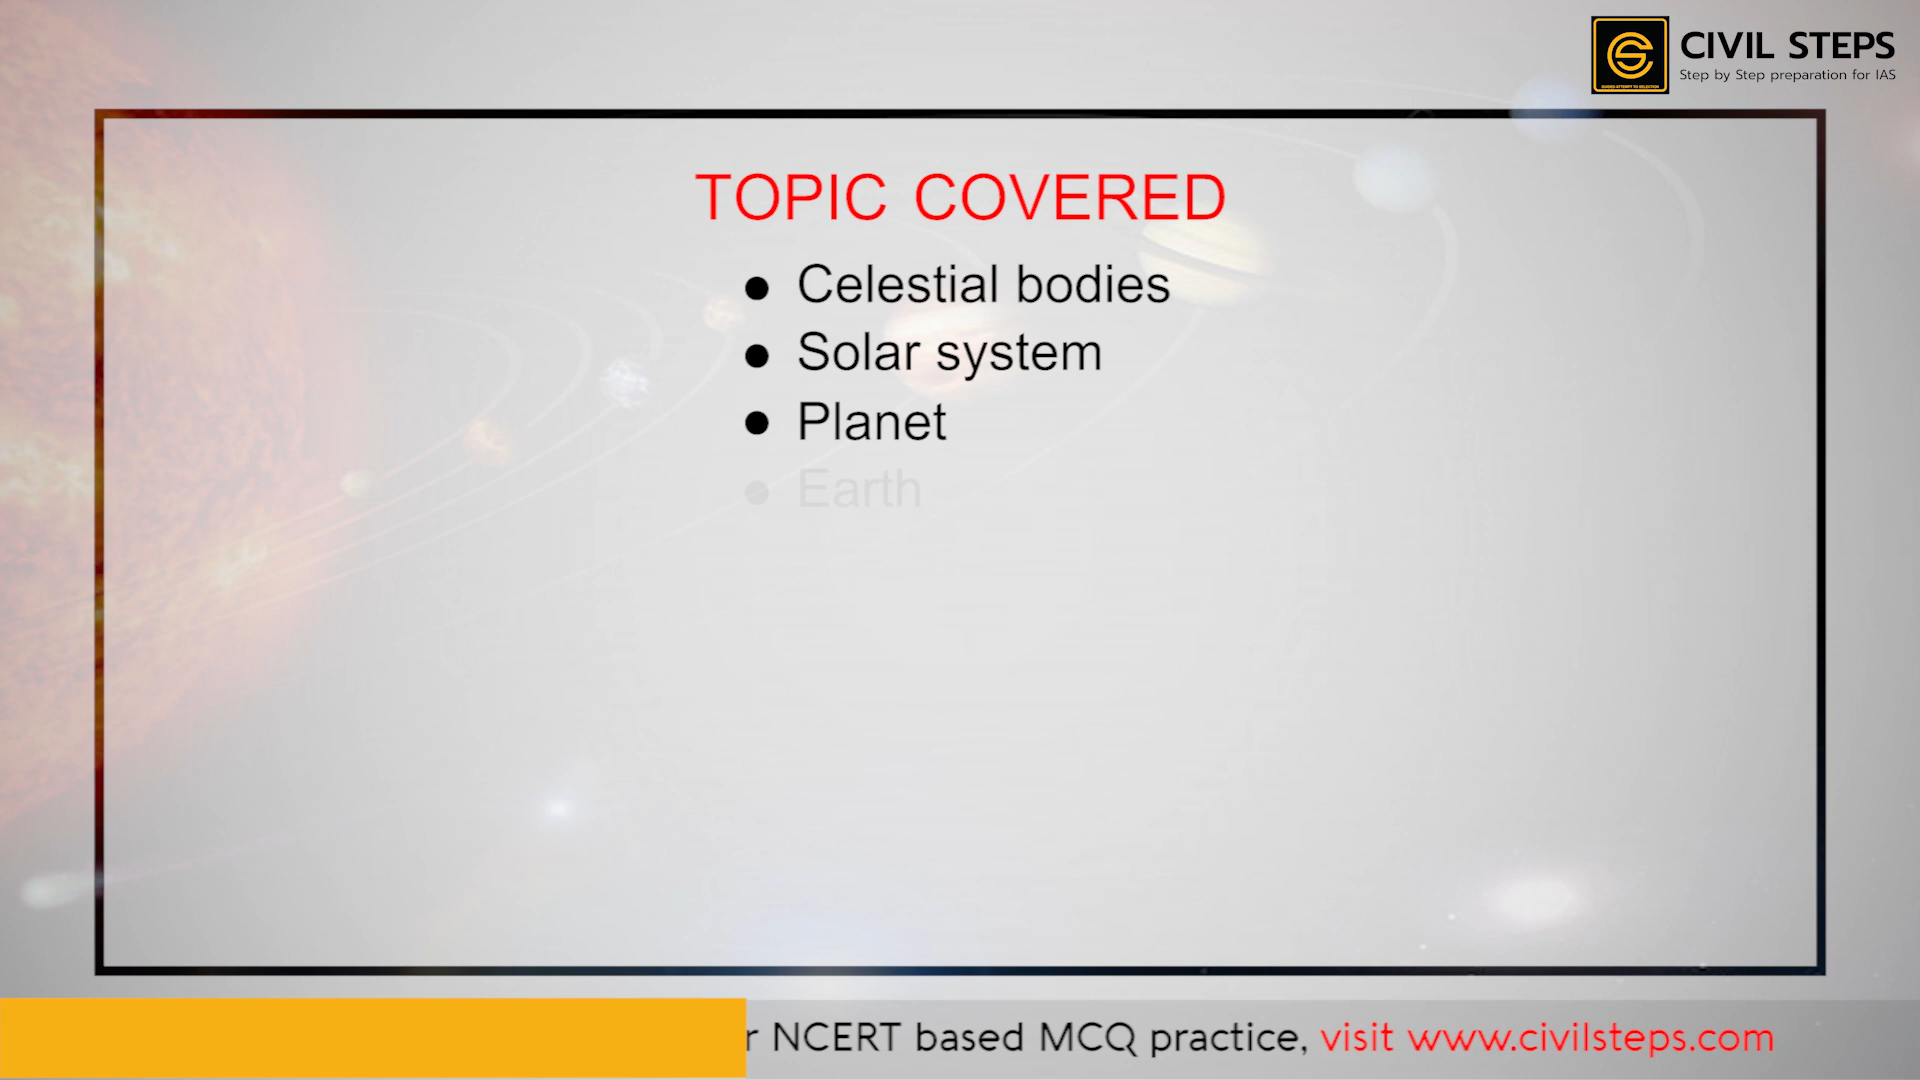 CIVIL STEPS
Step by Step preparation for IAS
TOPIC COVERED
● Celestial bodies
● Solar system
● Planet
● Earth
r NCERT based MCQ practice, visit www.civilsteps.com